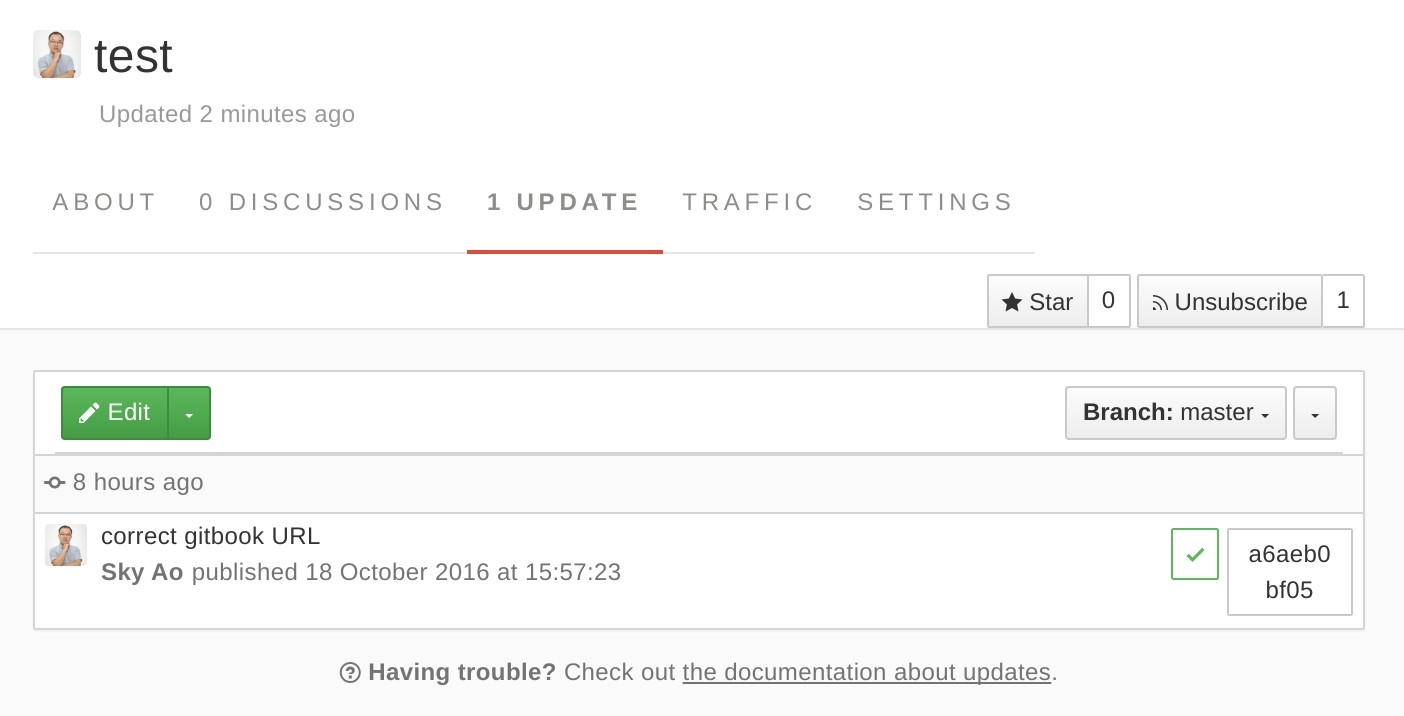 test
Updated 2 minutes ago
ABOUT 0 DISCUSSIONS 1 UPDATE TRAFFIC SETTINGS
Star 0 Unsubscribe 1
Edit Branch: master
8 hours ago
correct gitbook URL
Sky Ao published 18 October 2016 at 15:57:23
a6aeb0
bf05
Having trouble? Check out the documentation about updates.